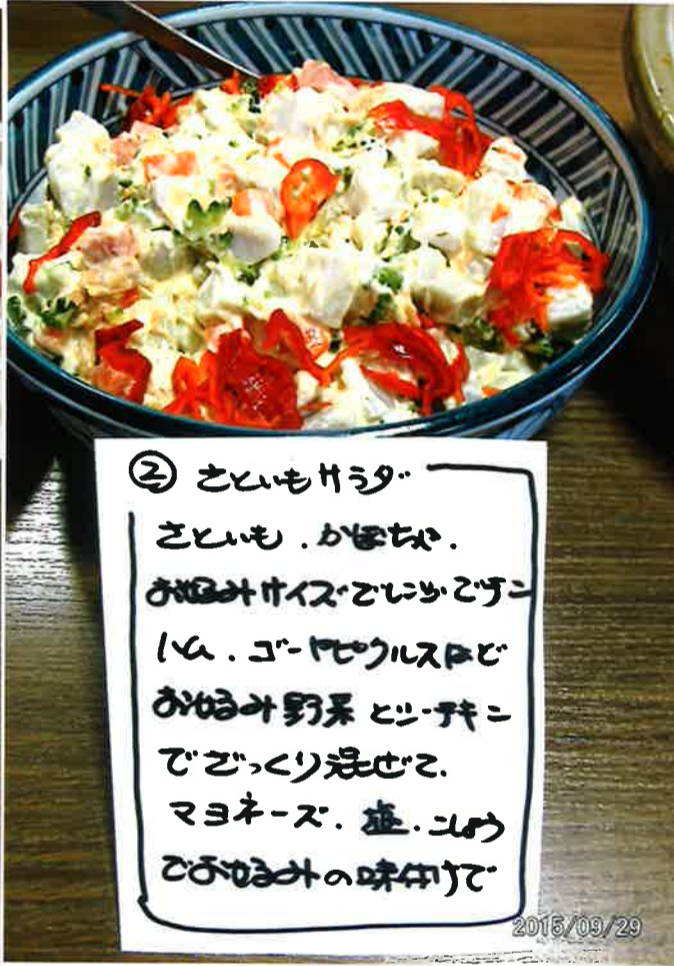 ② さといもサラダ
さといも.かぼちゃ.
お好みサイズでレンジでチン
ハム.ゴーヤピクルスなど
お好み野菜とシーチキン
でざっくり混ぜて.
マヨネーズ.塩.こしょう
でお好みの味付けで
2015/09/29